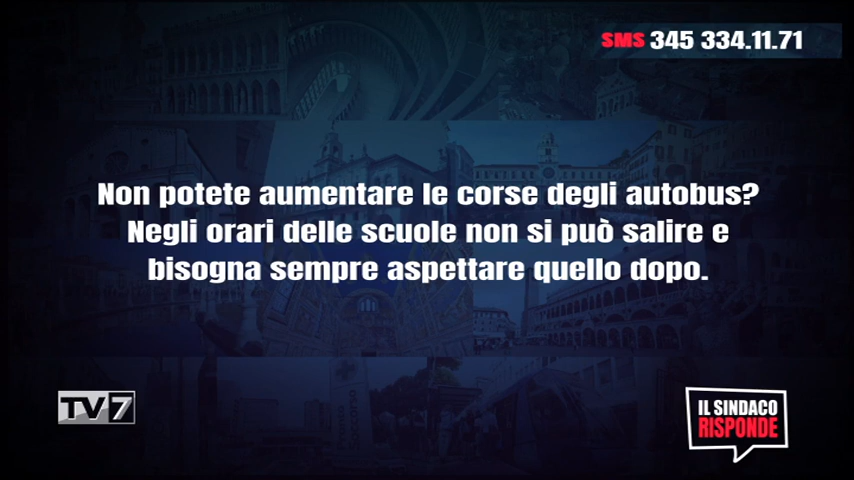 SMS 345 334.11.71
Non potete aumentare le corse degli autobus?
Negli orari delle scuole non si può salire e
bisogna sempre aspettare quello dopo.
TV7
IL SINDACO
RISPONDE